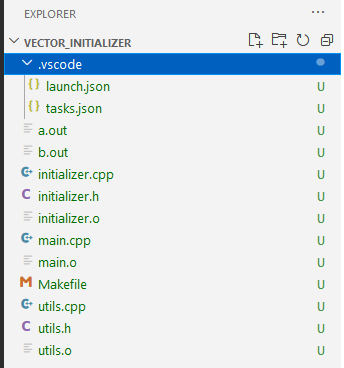 EXPLORER
VECTOR_INITIALIZER
.vscode
launch.json U
tasks.json U
a.out U
b.out U
initializer.cpp U
initializer.h U
initializer.o U
main.cpp U
main.o U
Makefile U
utils.cpp U
utils.h U
utils.o U